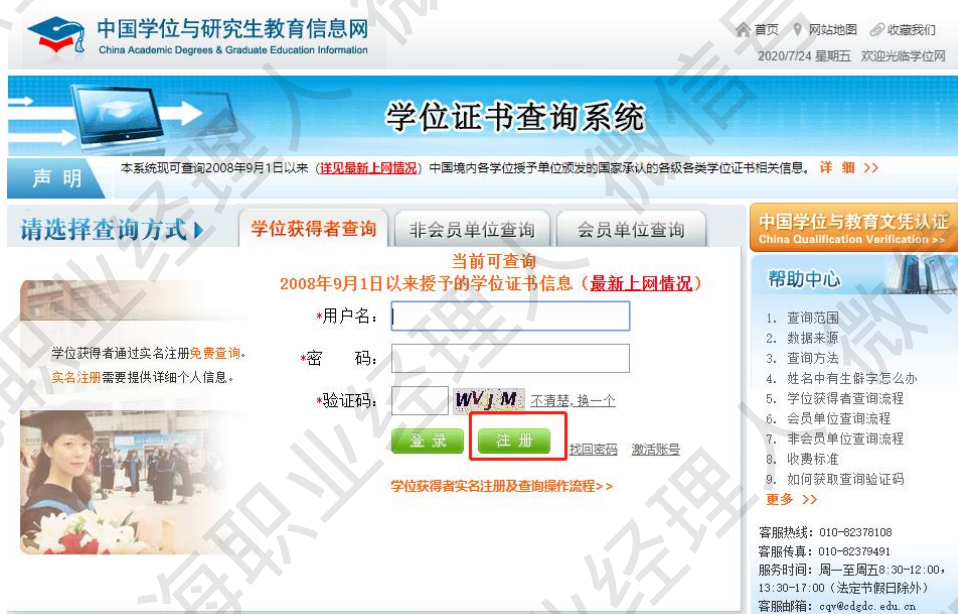 中国学位与研究生教育信息网
China Academic Degrees & Graduate Education Information
首页 网站地图 收藏我们
2020/7/24 星期五 欢迎光临学位网
学位证书查询系统
声 明
本系统现可查询2008年9月1日以来（详见最新上网情况）中国境内各学位授予单位颁发的国家承认的各级各类学位证书相关信息。 详 细 >>
请选择查询方式
学位获得者查询 非会员单位查询 会员单位查询
当前可查询
2008年9月1日以来授予的学位证书信息（最新上网情况）
*用户名：
*密 码：
*验证码：
WVJM 不清楚,换一个
登 录 注 册 找回密码 激活账号
学位获得者实名注册及查询操作流程>>
学位获得者通过实名注册免费查询。
实名注册需要提供详细个人信息。
中国学位与教育文凭认证
China Qualification Verification >>
帮助中心
1. 查询范围
2. 数据来源
3. 查询方法
4. 姓名中有生僻字怎么办
5. 学位获得者查询流程
6. 会员单位查询流程
7. 非会员单位查询流程
8. 收费标准
9. 如何获取查询验证码
更多 >>
客服热线：010-82378108
客服传真：010-82379491
服务时间：周一至周五8:30-12:00,
13:30-17:00（法定节假日除外）
客服邮箱：cqv@cdgdc.edu.cn